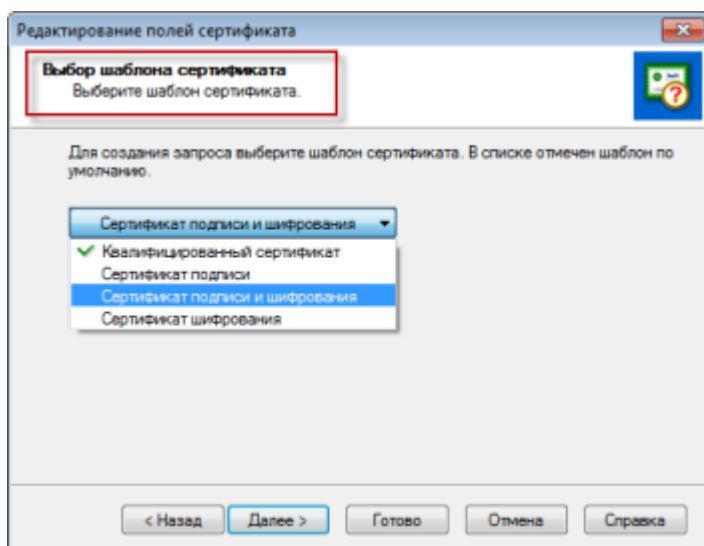 Редактирование полей сертификата
Выбор шаблона сертификата
Выберите шаблон сертификата.
Для создания запроса выберите шаблон сертификата. В списке отмечен шаблон по
умолчанию.
Сертификат подписи и шифрования
Квалифицированный сертификат
Сертификат подписи
Сертификат подписи и шифрования
Сертификат шифрования
< Назад Далее > Готово Отмена Справка